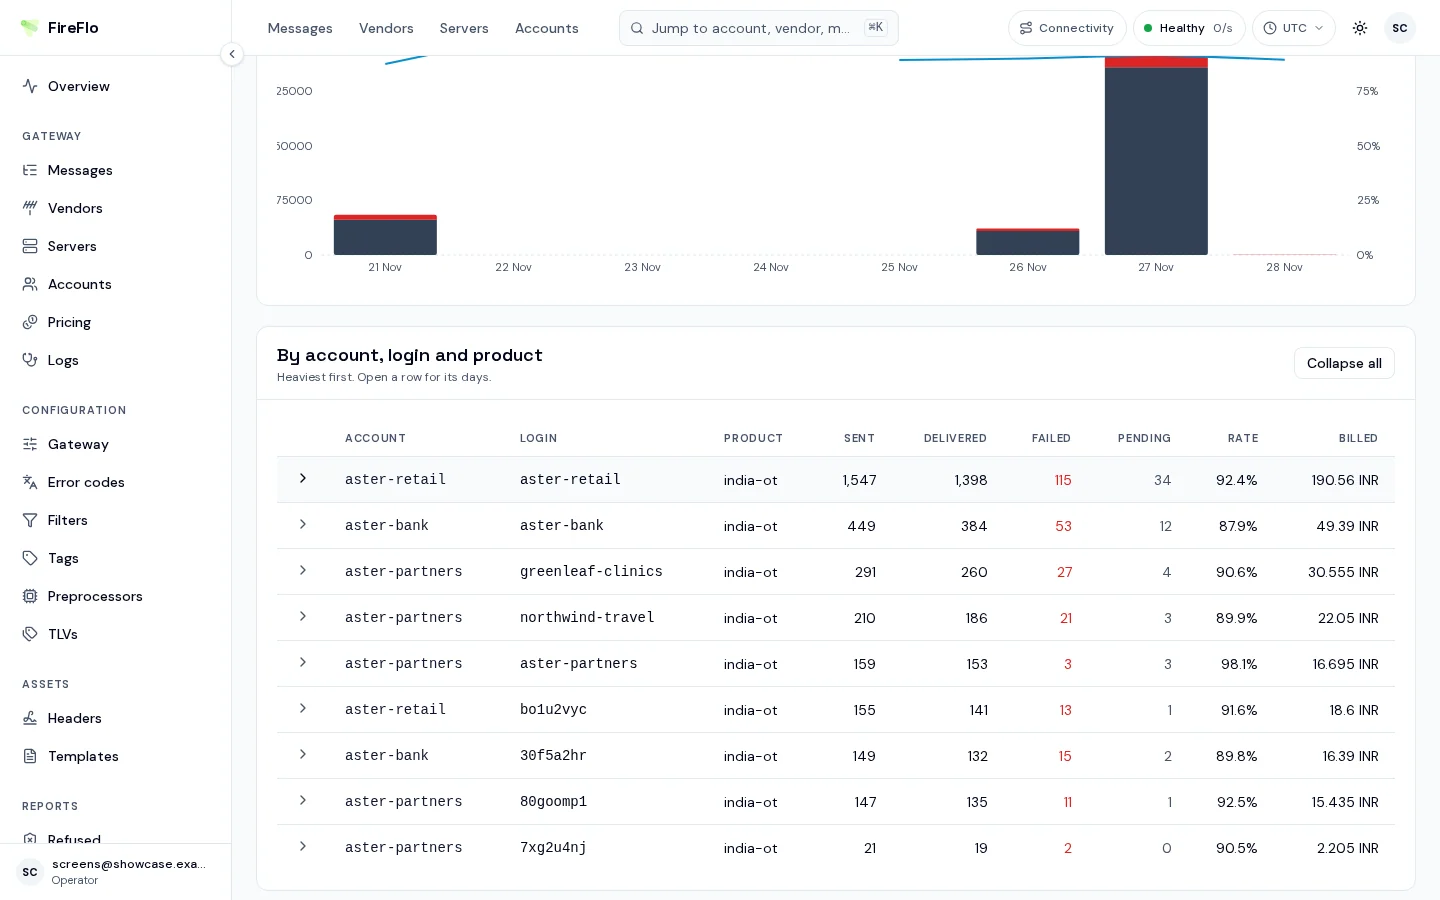 FireFlo
Messages
Vendors
Servers
Accounts
Jump to account, vendor, m...
⌘K
Connectivity
Healthy 0/s
UTC
SC
Overview
GATEWAY
Messages
Vendors
Servers
Accounts
Pricing
Logs
CONFIGURATION
Gateway
Error codes
Filters
Tags
Preprocessors
TLVs
ASSETS
Headers
Templates
REPORTS
Refused
SC
screens@showcase.exa...
Operator
25000
75%
50%
75000
25%
0
0%
21 Nov
22 Nov
23 Nov
24 Nov
25 Nov
26 Nov
27 Nov
28 Nov
By account, login and product
Heaviest first. Open a row for its days.
Collapse all
ACCOUNT LOGIN PRODUCT SENT DELIVERED FAILED PENDING RATE BILLED
aster-retail aster-retail india-ot 1,547 1,398 115 34 92.4% 190.56 INR
aster-bank aster-bank india-ot 449 384 53 12 87.9% 49.39 INR
aster-partners greenleaf-clinics india-ot 291 260 27 4 90.6% 30.555 INR
aster-partners northwind-travel india-ot 210 186 21 3 89.9% 22.05 INR
aster-partners aster-partners india-ot 159 153 3 3 98.1% 16.695 INR
aster-retail bo1u2vyc india-ot 155 141 13 1 91.6% 18.6 INR
aster-bank 30f5a2hr india-ot 149 132 15 2 89.8% 16.39 INR
aster-partners 80goomp1 india-ot 147 135 11 1 92.5% 15.435 INR
aster-partners 7xg2u4nj india-ot 21 19 2 0 90.5% 2.205 INR